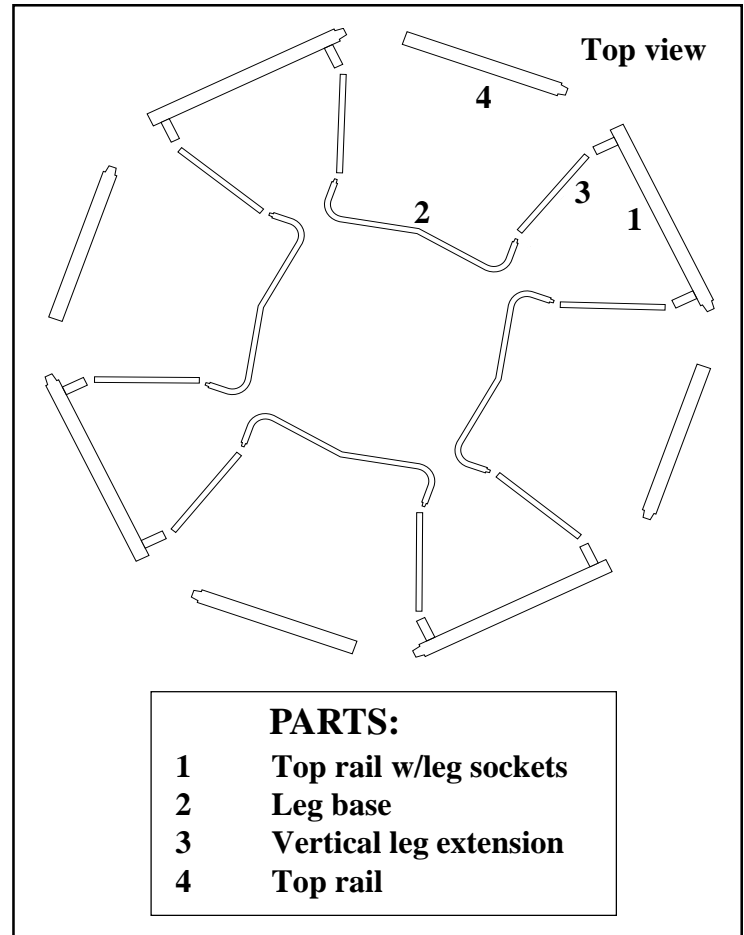 Top view
4
3
2
1
PARTS:
1 Top rail w/leg sockets
2 Leg base
3 Vertical leg extension
4 Top rail